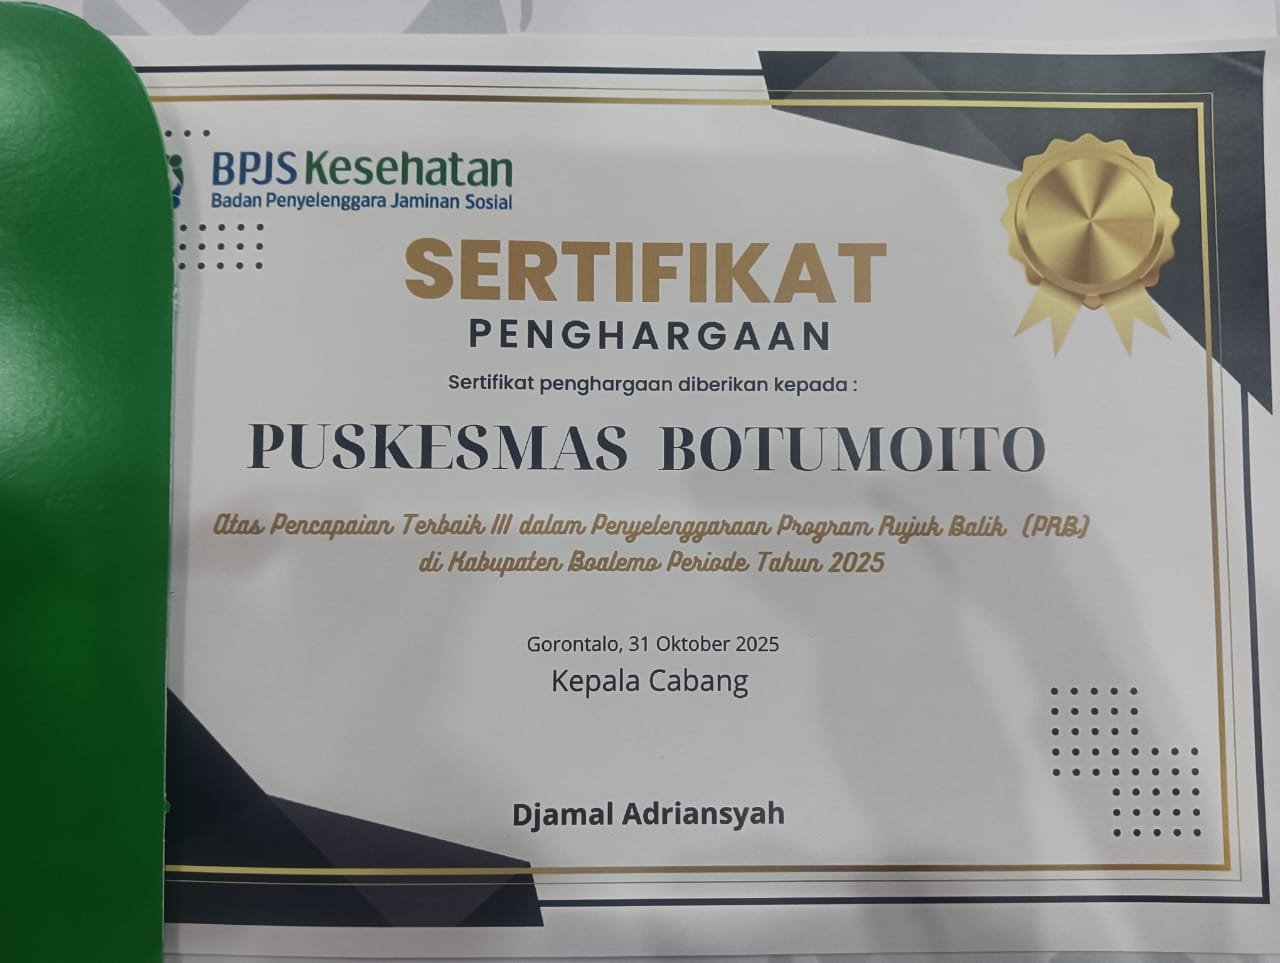 BPJS Kesehatan
Badan Penyelenggara Jaminan Sosial
SERTIFIKAT
PENGHARGAAN
Sertifikat penghargaan diberikan kepada :
PUSKESMAS BOTUMOITO
Atas Pencapaian Terbaik III dalam Penyelenggaraan Program Rujuk Balik (PRB)
di Kabupaten Boalemo Periode Tahun 2025
Gorontalo, 31 Oktober 2025
Kepala Cabang
Djamal Adriansyah